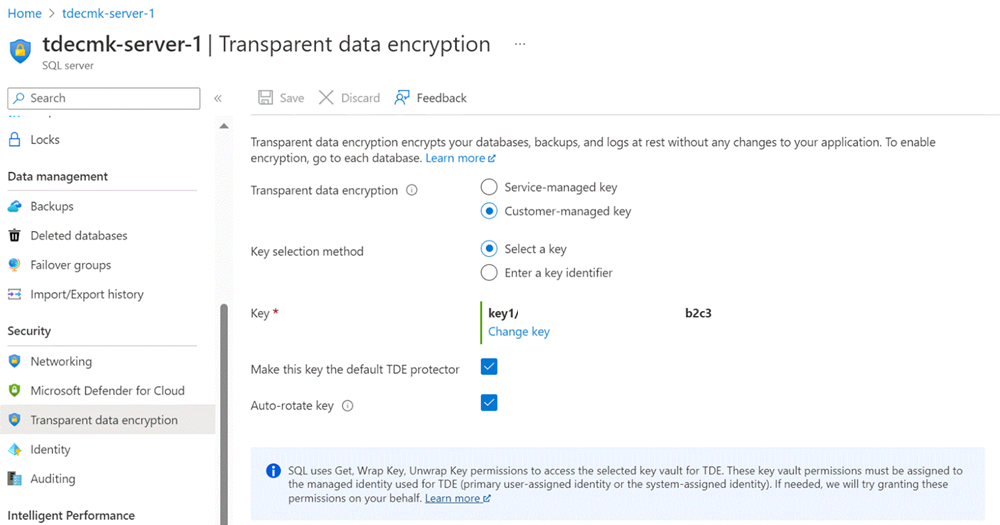 Home > tdecmk-server-1
tdecmk-server-1 | Transparent data encryption ...
SQL server
Search
«
Save
Discard
Feedback
Locks
Data management
Backups
Deleted databases
Failover groups
Import/Export history
Security
Networking
Microsoft Defender for Cloud
Transparent data encryption
Identity
Auditing
Intelligent Performance
Transparent data encryption encrypts your databases, backups, and logs at rest without any changes to your application. To enable
encryption, go to each database. Learn more
Transparent data encryption
Service-managed key
Customer-managed key
Key selection method
Select a key
Enter a key identifier
Key *
key1/ b2c3
Change key
Make this key the default TDE protector
Auto-rotate key
SQL uses Get, Wrap Key, Unwrap Key permissions to access the selected key vault for TDE. These key vault permissions must be assigned to
the managed identity used for TDE (primary user-assigned identity or the system-assigned identity). If needed, we will try granting these
permissions on your behalf. Learn more